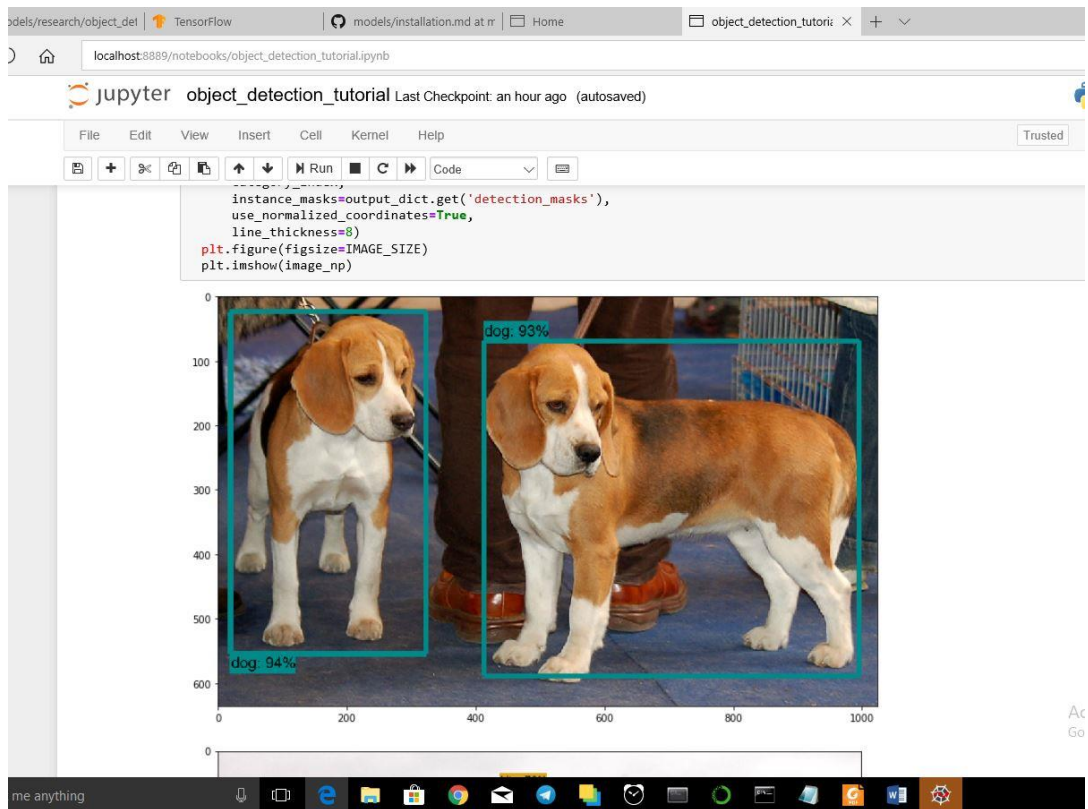 odels/research/object_det
TensorFlow
models/installation.md at m
Home
object_detection_tutoria
localhost:8889/notebooks/object_detection_tutorial.ipynb
jupyter object_detection_tutorial Last Checkpoint: an hour ago (autosaved)
File Edit View Insert Cell Kernel Help
Trusted
Run Code
category_index,
instance_masks=output_dict.get('detection_masks'),
use_normalized_coordinates=True,
line_thickness=8)
plt.figure(figsize=IMAGE_SIZE)
plt.imshow(image_np)
0
dog: 93%
100
200
300
400
500
dog: 94%
600
0 200 400 600 800 1000
Ac
Go
0
me anything